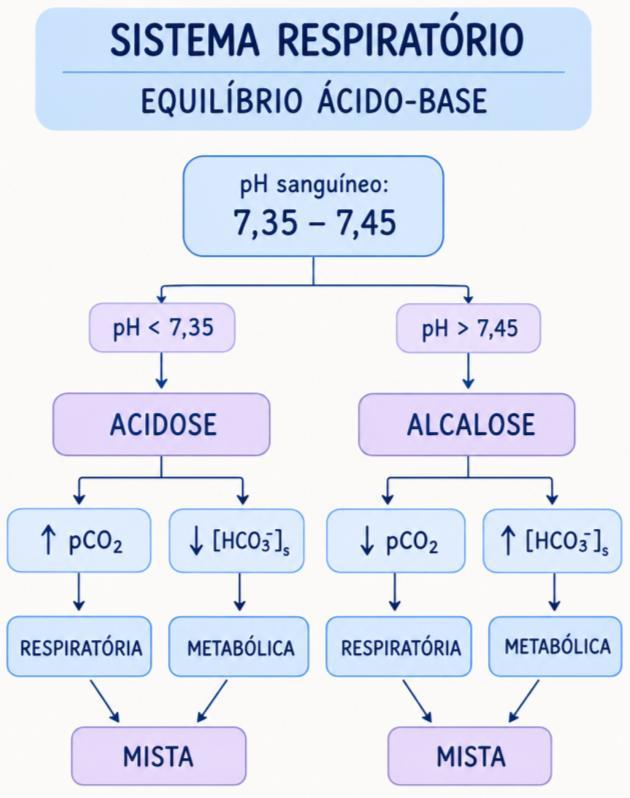 SISTEMA RESPIRATÓRIO
EQUILÍBRIO ÁCIDO-BASE
pH sanguíneo:
7,35 – 7,45
pH < 7,35
pH > 7,45
ACIDOSE
ALCALOSE
↑ pCO₂
↓ [HCO₃⁻]ₛ
↓ pCO₂
↑ [HCO₃⁻]ₛ
RESPIRATÓRIA
METABÓLICA
RESPIRATÓRIA
METABÓLICA
MISTA
MISTA